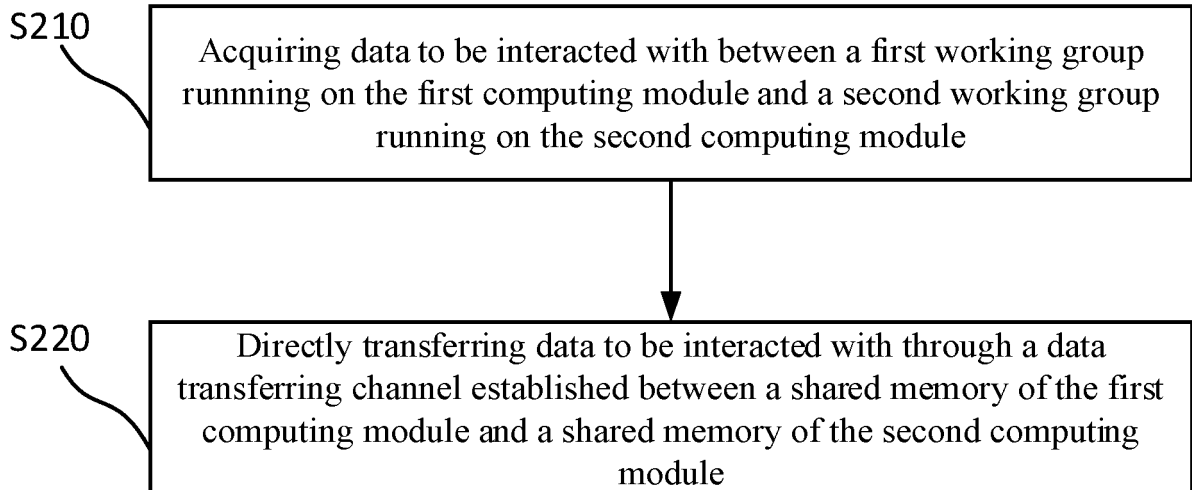 S210
Acquiring data to be interacted with between a first working group
runnning on the first computing module and a second working group
running on the second computing module
S220
Directly transferring data to be interacted with through a data
transferring channel established between a shared memory of the first
computing module and a shared memory of the second computing
module